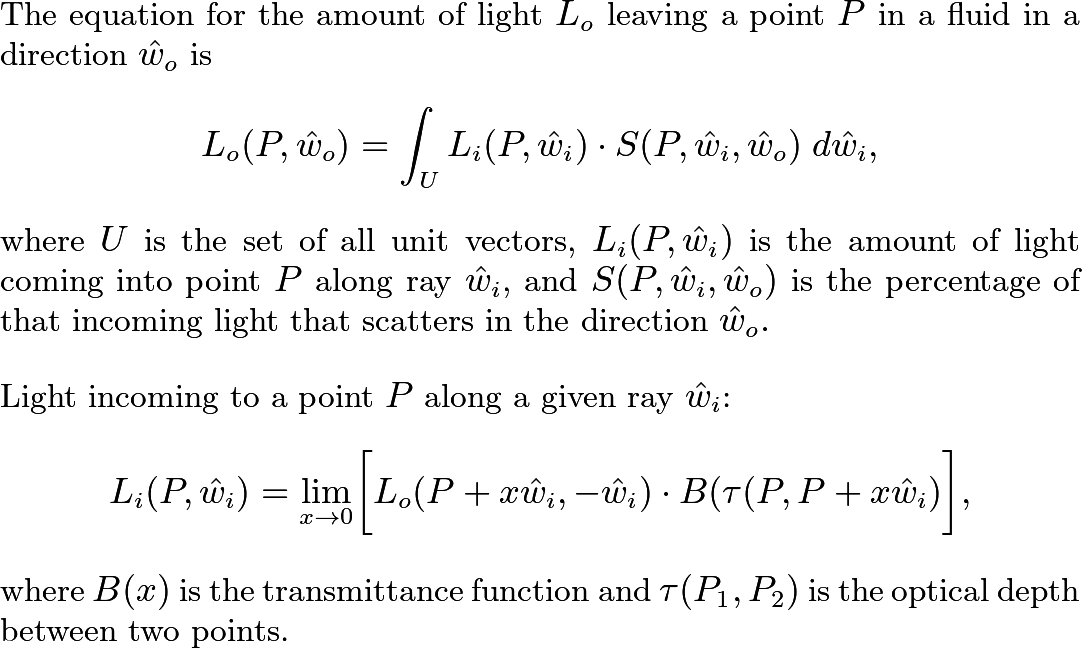 The equation for the amount of light $L_o$ leaving a point $P$ in a fluid in a
direction $\hat{w}_o$ is
$$L_o(P, \hat{w}_o) = \int_U L_i(P, \hat{w}_i) \cdot S(P, \hat{w}_i, \hat{w}_o) \; d\hat{w}_i,$$
where $U$ is the set of all unit vectors, $L_i(P, \hat{w}_i)$ is the amount of light
coming into point $P$ along ray $\hat{w}_i$, and $S(P, \hat{w}_i, \hat{w}_o)$ is the percentage of
that incoming light that scatters in the direction $\hat{w}_o$.
Light incoming to a point $P$ along a given ray $\hat{w}_i$:
$$L_i(P, \hat{w}_i) = \lim_{x \to 0} \bigg[ L_o(P + x\hat{w}_i, -\hat{w}_i) \cdot B(\tau(P, P + x\hat{w}_i) \bigg],$$
where $B(x)$ is the transmittance function and $\tau(P_1, P_2)$ is the optical depth
between two points.